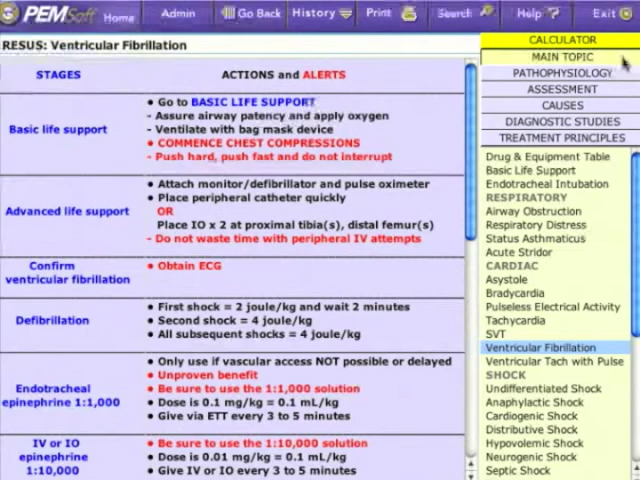 PEMSoft Home Admin Go Back History Print Search Help Exit
RESUS: Ventricular Fibrillation
STAGES
ACTIONS and ALERTS
Basic life support
• Go to BASIC LIFE SUPPORT
- Assure airway patency and apply oxygen
- Ventilate with bag mask device
• COMMENCE CHEST COMPRESSIONS
- Push hard, push fast and do not interrupt
Advanced life support
• Attach monitor/defibrillator and pulse oximeter
• Place peripheral catheter quickly
OR
Place IO x 2 at proximal tibia(s), distal femur(s)
- Do not waste time with peripheral IV attempts
Confirm
ventricular fibrillation
• Obtain ECG
Defibrillation
• First shock = 2 joule/kg and wait 2 minutes
• Second shock = 4 joule/kg
• All subsequent shocks = 4 joule/kg
Endotracheal
epinephrine 1:1,000
• Only use if vascular access NOT possible or delayed
• Unproven benefit
• Be sure to use the 1:1,000 solution
• Dose is 0.1 mg/kg = 0.1 mL/kg
• Give via ETT every 3 to 5 minutes
IV or IO
epinephrine
1:10,000
• Be sure to use the 1:10,000 solution
• Dose is 0.01 mg/kg = 0.1 mL/kg
• Give IV or IO every 3 to 5 minutes
CALCULATOR
MAIN TOPIC
PATHOPHYSIOLOGY
ASSESSMENT
CAUSES
DIAGNOSTIC STUDIES
TREATMENT PRINCIPLES
Drug & Equipment Table
Basic Life Support
Endotracheal Intubation
RESPIRATORY
Airway Obstruction
Respiratory Distress
Status Asthmaticus
Acute Stridor
CARDIAC
Asystole
Bradycardia
Pulseless Electrical Activity
Tachycardia
SVT
Ventricular Fibrillation
Ventricular Tach with Pulse
SHOCK
Undifferentiated Shock
Anaphylactic Shock
Cardiogenic Shock
Distributive Shock
Hypovolemic Shock
Neurogenic Shock
Septic Shock